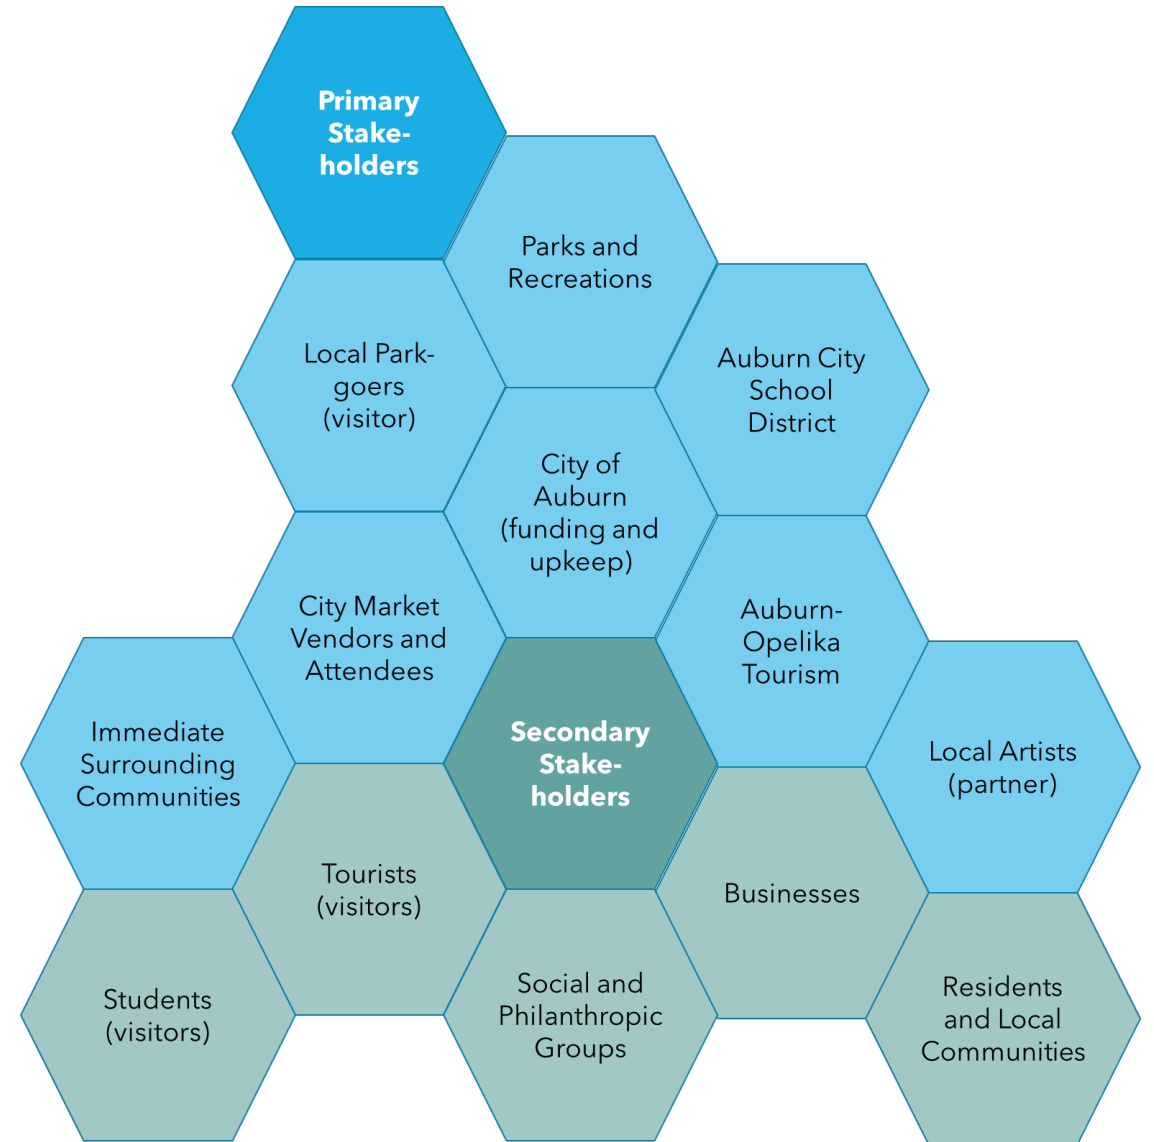 Primary
Stake-
holders
Parks and
Recreations
Local Park-
goers
(visitor)
Auburn City
School
District
City of
Auburn
(funding and
upkeep)
City Market
Vendors and
Attendees
Auburn-
Opelika
Tourism
Immediate
Surrounding
Communities
Secondary
Stake-
holders
Local Artists
(partner)
Tourists
(visitors)
Businesses
Students
(visitors)
Social and
Philanthropic
Groups
Residents
and Local
Communities